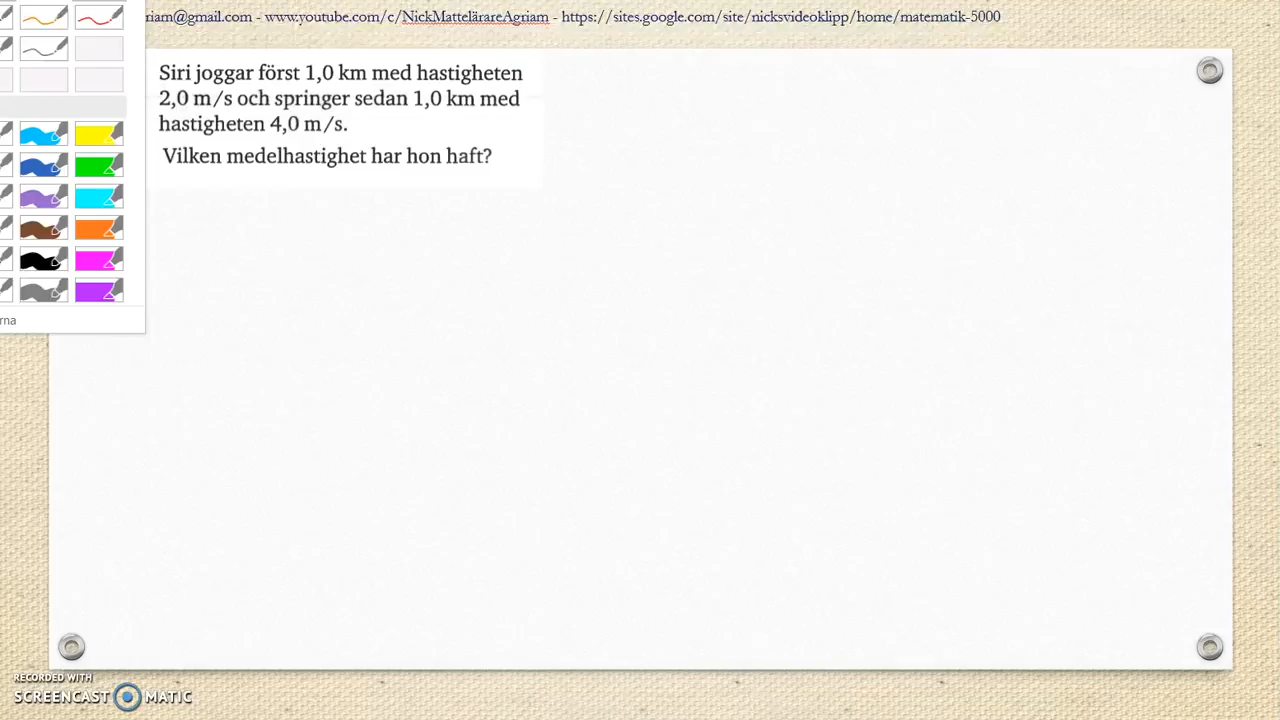 riam@gmail.com - www.youtube.com/c/NickMattelärareAgriam - https://sites.google.com/site/nicksvideoklipp/home/matematik-5000
Siri joggar först 1,0 km med hastigheten
2,0 m/s och springer sedan 1,0 km med
hastigheten 4,0 m/s.
Vilken medelhastighet har hon haft?
rna
RECORDED WITH
SCREENCAST MATIC